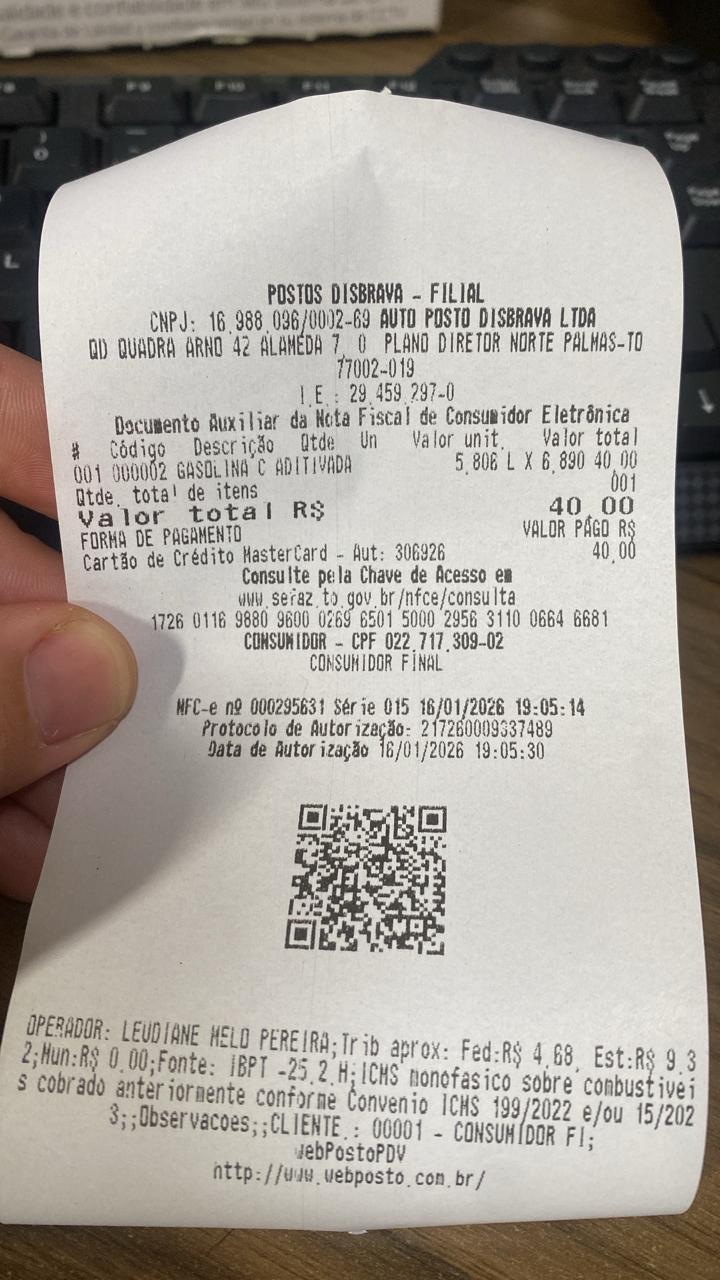 POSTOS DISBRAVA - FILIAL
CNPJ: 16.988.096/0002-69 AUTO POSTO DISBRAVA LTDA
QD QUADRA ARNO 42 ALAMEDA 7, 0 PLANO DIRETOR NORTE PALMAS-TO
77002-019
I.E.: 29.459.297-0
Documento Auxiliar da Nota Fiscal de Consumidor Eletrônica
# Código Descrição Qtde Un Valor unit. Valor total
001 000002 GASOLINA C ADITIVADA 5,806 L X 6,890 40,00
Qtde. total de itens 001
Valor total R$ 40,00
FORMA DE PAGAMENTO VALOR PAGO R$
Cartão de Crédito MasterCard - Aut: 306926 40,00
Consulte pela Chave de Acesso em
www.sefaz.to.gov.br/nfce/consulta
1726 0116 9880 9600 0269 6501 5000 2956 3110 0664 6681
CONSUMIDOR - CPF 022.717.309-02
CONSUMIDOR FINAL
NFC-e nº 000295631 Série 015 16/01/2026 19:05:14
Protocolo de Autorização: 217260009337489
Data de Autorização 16/01/2026 19:05:30
OPERADOR: LEUDIANE MELO PEREIRA;Trib aprox: Fed:R$ 4.68, Est:R$ 9.3
2;Mun:R$ 0.00;Fonte: IBPT -25.2.H;ICMS monofasico sobre combustivei
s cobrado anteriormente conforme Convenio ICMS 199/2022 e/ou 15/202
3;;Observacoes;;CLIENTE.: 00001 - CONSUMIDOR FI;
webPostoPDV
http://www.webposto.com.br/